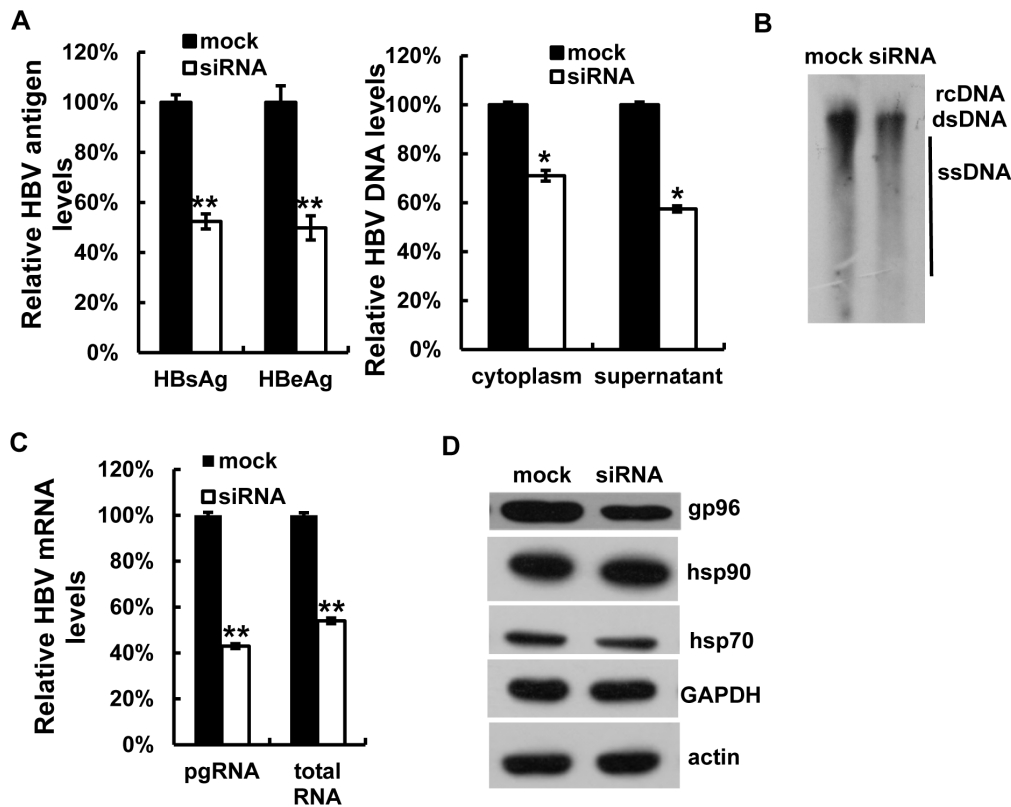 A
120%
100%
80%
60%
40%
20%
0%
Relative HBV antigen
levels
mock
siRNA
**
**
HBsAg
HBeAg
120%
100%
80%
60%
40%
20%
0%
Relative HBV DNA levels
mock
siRNA
*
*
cytoplasm
supernatant
B
mock siRNA
rcDNA
dsDNA
ssDNA
C
120%
100%
80%
60%
40%
20%
0%
Relative HBV mRNA
levels
mock
siRNA
**
**
pgRNA
total
RNA
D
mock siRNA
gp96
hsp90
hsp70
GAPDH
actin